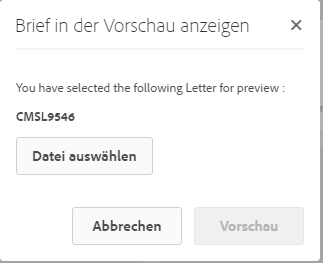 Brief in der Vorschau anzeigen
You have selected the following Letter for preview :
CMSL9546
Datei auswählen
Abbrechen
Vorschau